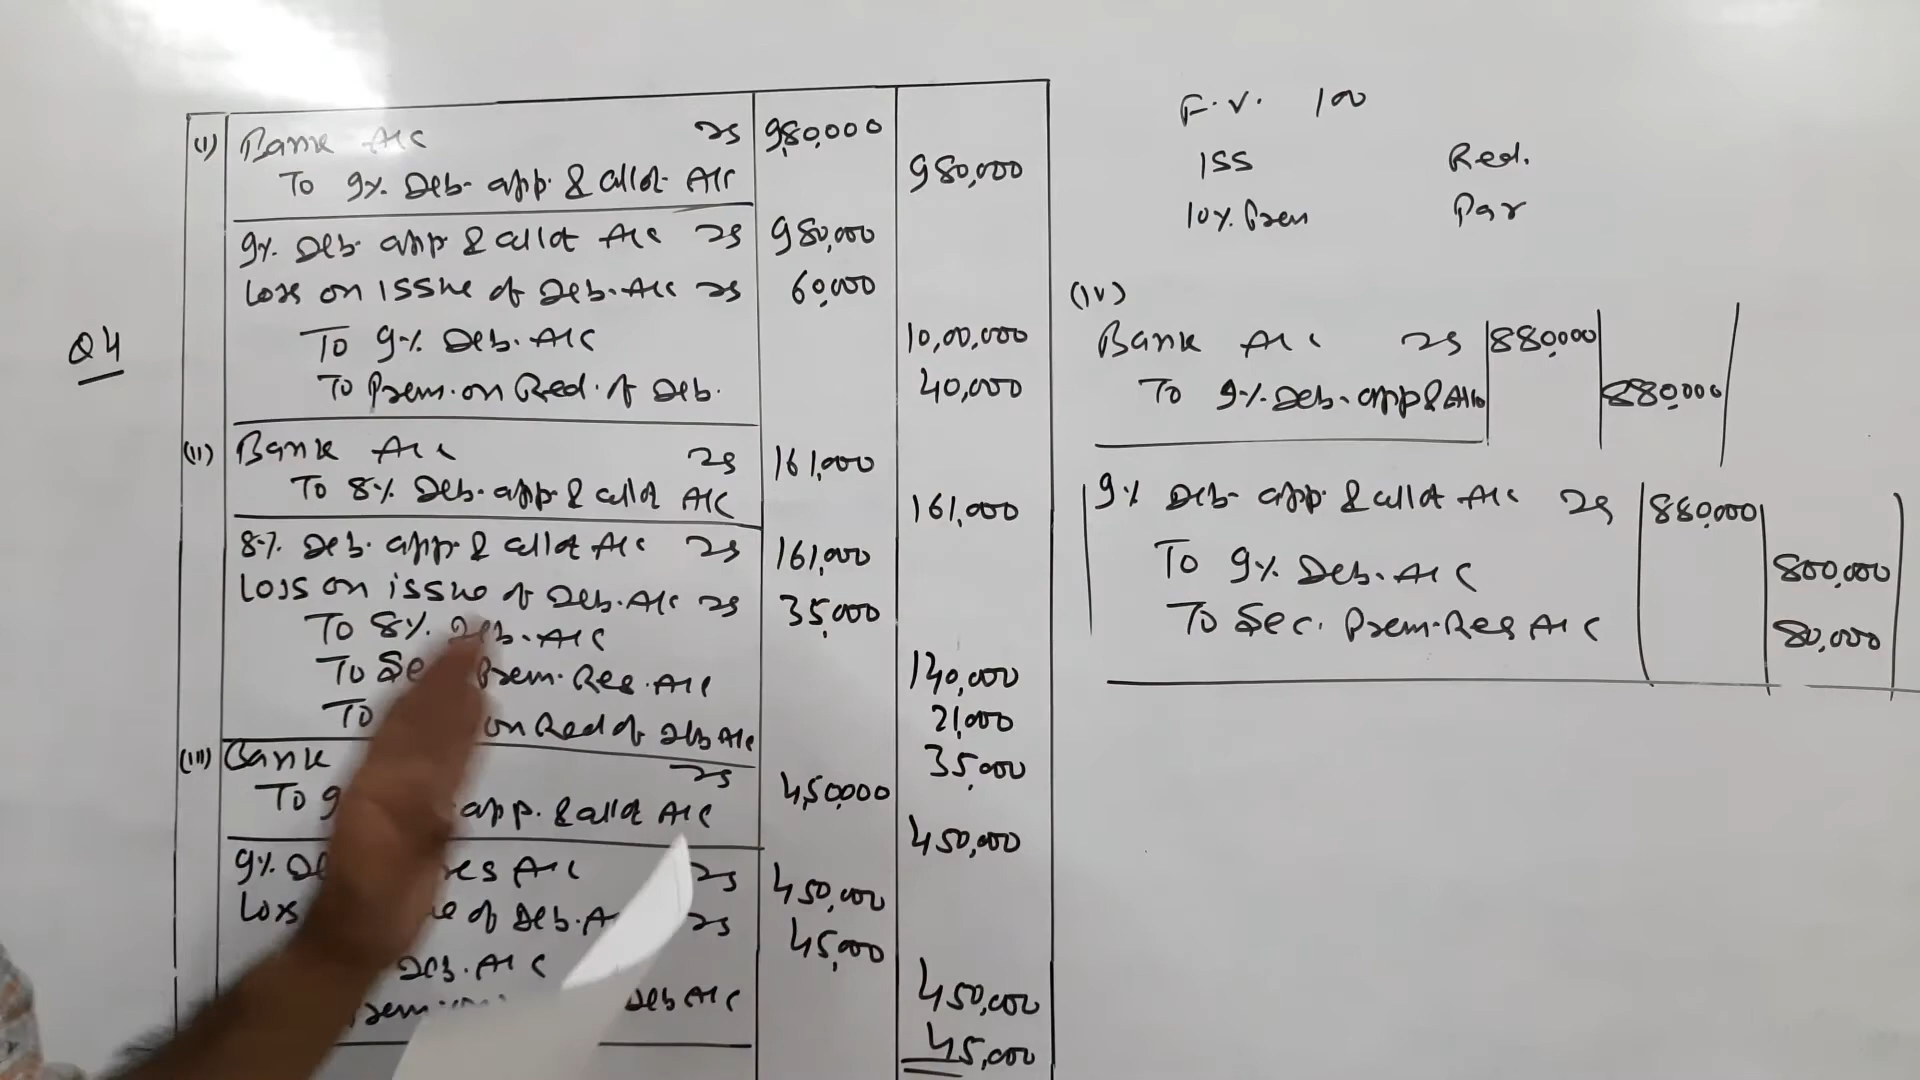 Q4
(i) Bank A/c Dr 9,80,000
To 9% Deb. app. & allot. A/c 980,000
9% Deb. app & allot A/c Dr 980,000
Loss on issue of Deb. A/c Dr 60,000
To 9% Deb. A/c 10,00,000
To Prem. on Red. of Deb. 40,000
(ii) Bank A/c Dr 161,000
To 8% Deb. app. & allot A/c 161,000
8% Deb. app. & allot A/c Dr 161,000
Loss on issue of Deb. A/c Dr 35,000
To 8% Deb. A/c 140,000
To Se Prem. Res. A/c 21,000
To on Red of Deb A/c 35,000
(iii) Bank Dr 4,50,000
To 9 app. & allot A/c 450,000
9% De A/c Dr 450,000
Loss of Deb. A Dr 45,000
Deb. A/c 450,000
Prem Deb A/c 45,000
F.V. 100
ISS Red.
10% Prem Par
(iv)
Bank A/c Dr 880,000
To 9% Deb. app & Allo 880,000
9% Deb. app. & allot A/c Dr 880,000
To 9% Deb. A/c 800,000
To Sec. Prem. Res A/c 80,000